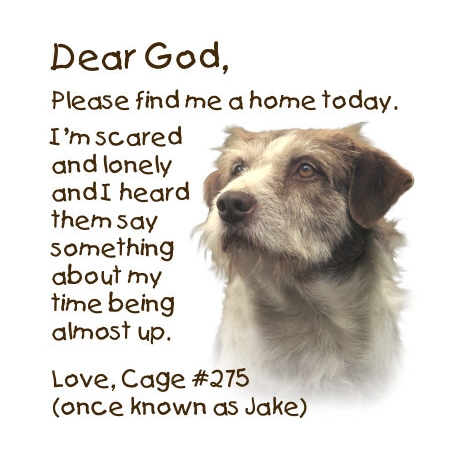 Dear God,
Please find me a home today.
I'm scared
and lonely
and I heard
them say
something
about my
time being
almost up.
Love, Cage #275
(once known as Jake)